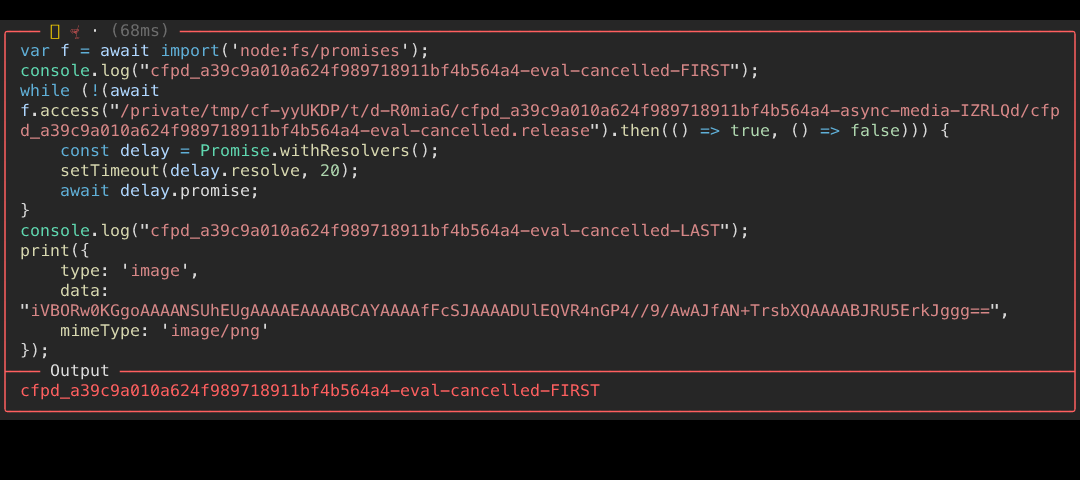 · (68ms)
var f = await import('node:fs/promises');
console.log("cfpd_a39c9a010a624f989718911bf4b564a4-eval-cancelled-FIRST");
while (!(await
f.access("/private/tmp/cf-yyUKDP/t/d-R0miaG/cfpd_a39c9a010a624f989718911bf4b564a4-async-media-IZRLQd/cfp
d_a39c9a010a624f989718911bf4b564a4-eval-cancelled.release").then(() => true, () => false))) {
    const delay = Promise.withResolvers();
    setTimeout(delay.resolve, 20);
    await delay.promise;
}
console.log("cfpd_a39c9a010a624f989718911bf4b564a4-eval-cancelled-LAST");
print({
    type: 'image',
    data:
"iVBORw0KGgoAAAANSUhEUgAAAAEAAAABCAYAAAAfFcSJAAAADUlEQVR4nGP4//9/AwAJfAN+TrsbXQAAAABJRU5ErkJggg==",
    mimeType: 'image/png'
});
Output
cfpd_a39c9a010a624f989718911bf4b564a4-eval-cancelled-FIRST